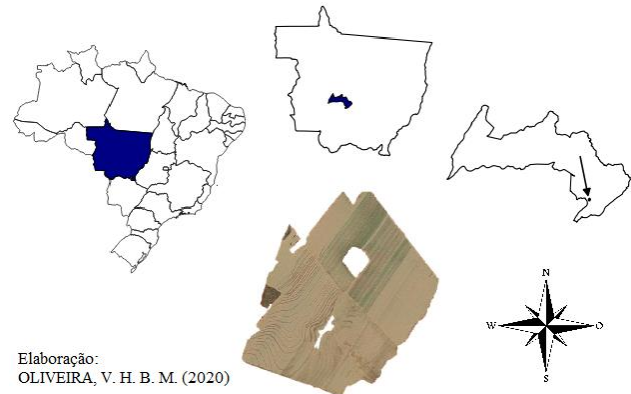 N
W
O
S
Elaboração:
OLIVEIRA, V. H. B. M. (2020)